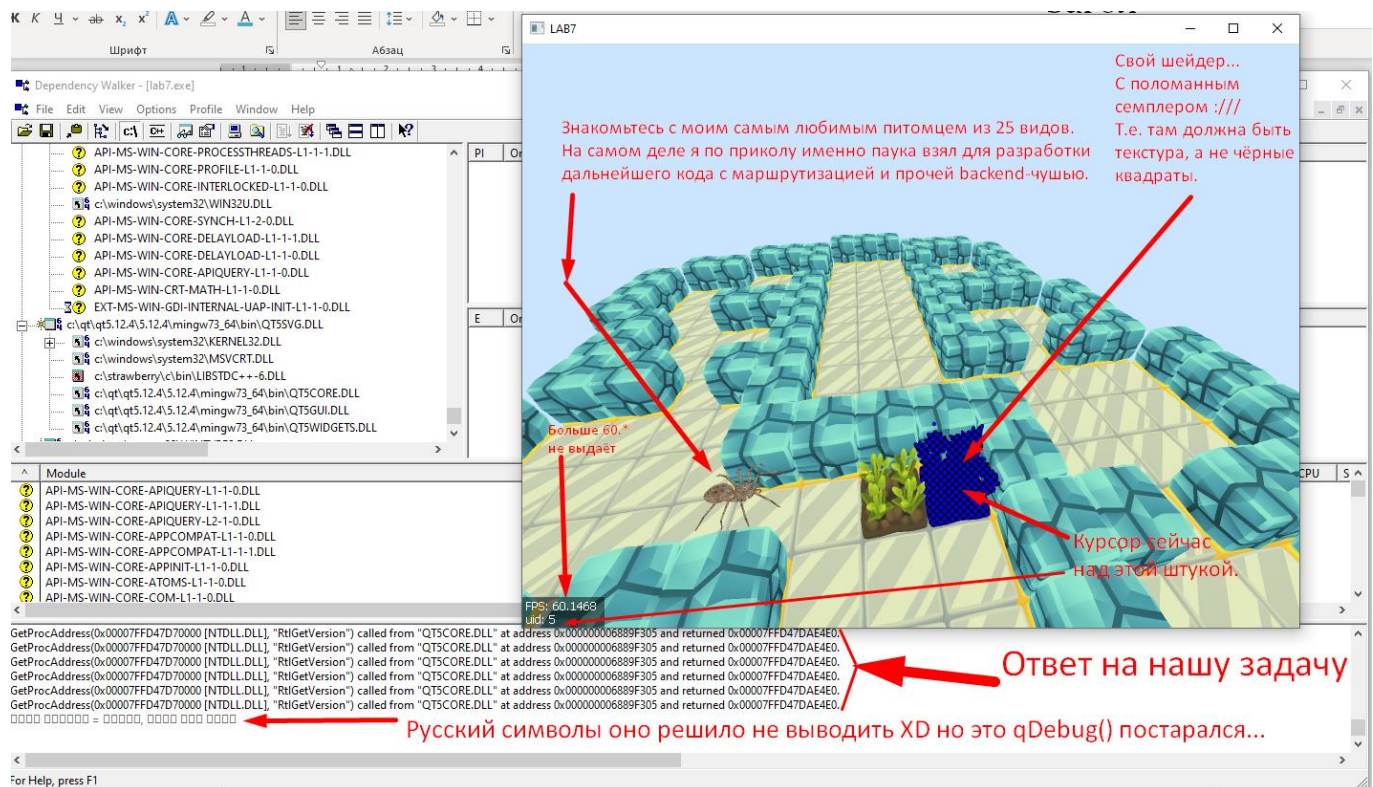 Ж К Ч ab x₂ x² A A
Шрифт
Абзац
Dependency Walker - [lab7.exe]
File Edit View Options Profile Window Help
API-MS-WIN-CORE-PROCESSTHREADS-L1-1-1.DLL
API-MS-WIN-CORE-PROFILE-L1-1-0.DLL
API-MS-WIN-CORE-INTERLOCKED-L1-1-0.DLL
c:\windows\system32\WIN32U.DLL
API-MS-WIN-CORE-SYNCH-L1-2-0.DLL
API-MS-WIN-CORE-DELAYLOAD-L1-1-1.DLL
API-MS-WIN-CORE-DELAYLOAD-L1-1-0.DLL
API-MS-WIN-CORE-APIQUERY-L1-1-0.DLL
API-MS-WIN-CRT-MATH-L1-1-0.DLL
EXT-MS-WIN-GDI-INTERNAL-UAP-INIT-L1-1-0.DLL
c:\qt\qt5.12.4\5.12.4\mingw73_64\bin\QT5SVG.DLL
c:\windows\system32\KERNEL32.DLL
c:\windows\system32\MSVCRT.DLL
c:\strawberry\c\bin\LIBSTDC++-6.DLL
c:\qt\qt5.12.4\5.12.4\mingw73_64\bin\QT5CORE.DLL
c:\qt\qt5.12.4\5.12.4\mingw73_64\bin\QT5GUI.DLL
c:\qt\qt5.12.4\5.12.4\mingw73_64\bin\QT5WIDGETS.DLL
PI
E
LAB7
Свой шейдер...
С поломанным
семплером :///
Т.е. там должна быть
текстура, а не чёрные
квадраты.
Знакомьтесь с моим самым любимым питомцем из 25 видов.
На самом деле я по приколу именно паука взял для разработки
дальнейшего кода с маршрутизацией и прочей backend-чушью.
Больше 60.*
не выдаёт
Курсор сейчас
над этой штукой.
FPS: 60.1468
uid: 5
Module
CPU
API-MS-WIN-CORE-APIQUERY-L1-1-0.DLL
API-MS-WIN-CORE-APIQUERY-L1-1-1.DLL
API-MS-WIN-CORE-APIQUERY-L2-1-0.DLL
API-MS-WIN-CORE-APPCOMPAT-L1-1-0.DLL
API-MS-WIN-CORE-APPCOMPAT-L1-1-1.DLL
API-MS-WIN-CORE-APPINIT-L1-1-0.DLL
API-MS-WIN-CORE-ATOMS-L1-1-0.DLL
API-MS-WIN-CORE-COM-L1-1-0.DLL
GetProcAddress(0x00007FFD47D70000 [NTDLL.DLL], "RtlGetVersion") called from "QT5CORE.DLL" at address 0x000000006889F305 and returned 0x00007FFD47DAE4E0.
GetProcAddress(0x00007FFD47D70000 [NTDLL.DLL], "RtlGetVersion") called from "QT5CORE.DLL" at address 0x000000006889F305 and returned 0x00007FFD47DAE4E0.
GetProcAddress(0x00007FFD47D70000 [NTDLL.DLL], "RtlGetVersion") called from "QT5CORE.DLL" at address 0x000000006889F305 and returned 0x00007FFD47DAE4E0.
GetProcAddress(0x00007FFD47D70000 [NTDLL.DLL], "RtlGetVersion") called from "QT5CORE.DLL" at address 0x000000006889F305 and returned 0x00007FFD47DAE4E0.
GetProcAddress(0x00007FFD47D70000 [NTDLL.DLL], "RtlGetVersion") called from "QT5CORE.DLL" at address 0x000000006889F305 and returned 0x00007FFD47DAE4E0.
Ответ на нашу задачу
▯▯▯▯ ▯▯▯▯▯▯ = ▯▯▯▯▯, ▯▯▯▯ ▯▯▯ ▯▯▯▯
Русский символы оно решило не выводить XD но это qDebug() постарался...
For Help, press F1